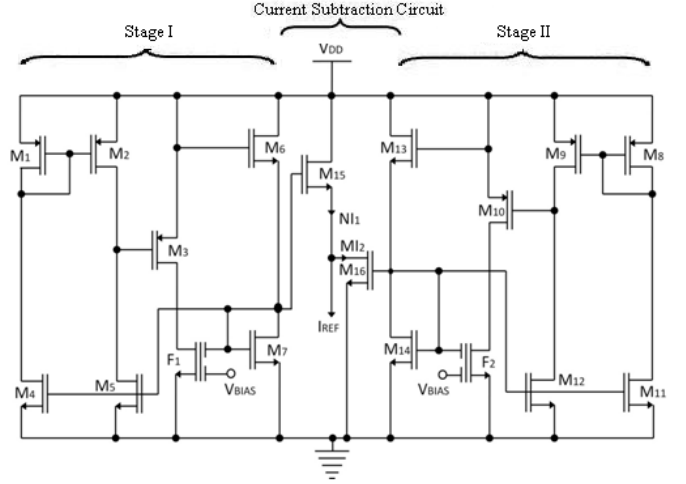 Current Subtraction Circuit
Stage I
Stage II
VDD
M1
M2
M6
M13
M9
M8
M15
M10
NI1
M3
MI2
M16
IREF
F1
M7
M14
F2
M4
M5
VBIAS
VBIAS
M12
M11